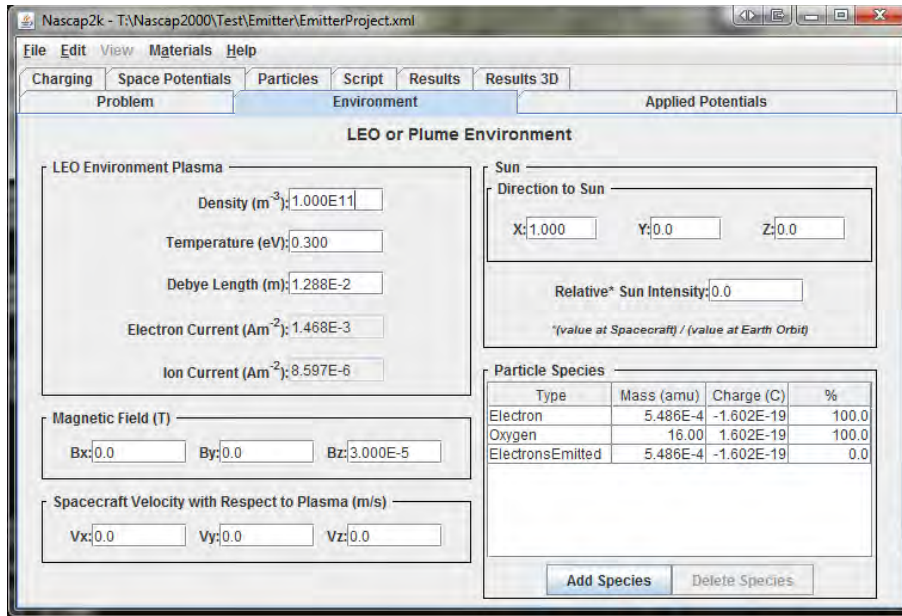 Nascap2k - T:\Nascap2000\Test\Emitter\EmitterProject.xml
File Edit View Materials Help
Charging Space Potentials Particles Script Results Results 3D
Problem Environment Applied Potentials
LEO or Plume Environment
LEO Environment Plasma
Density (m-3): 1.000E11
Temperature (eV): 0.300
Debye Length (m): 1.288E-2
Electron Current (Am-2): 1.468E-3
Ion Current (Am-2): 8.597E-6
Magnetic Field (T)
Bx: 0.0 By: 0.0 Bz: 3.000E-5
Spacecraft Velocity with Respect to Plasma (m/s)
Vx: 0.0 Vy: 0.0 Vz: 0.0
Sun
Direction to Sun
X: 1.000 Y: 0.0 Z: 0.0
Relative* Sun Intensity: 0.0
*(value at Spacecraft) / (value at Earth Orbit)
Particle Species
Type Mass (amu) Charge (C) %
Electron 5.486E-4 -1.602E-19 100.0
Oxygen 16.00 1.602E-19 100.0
ElectronsEmitted 5.486E-4 -1.602E-19 0.0
Add Species Delete Species